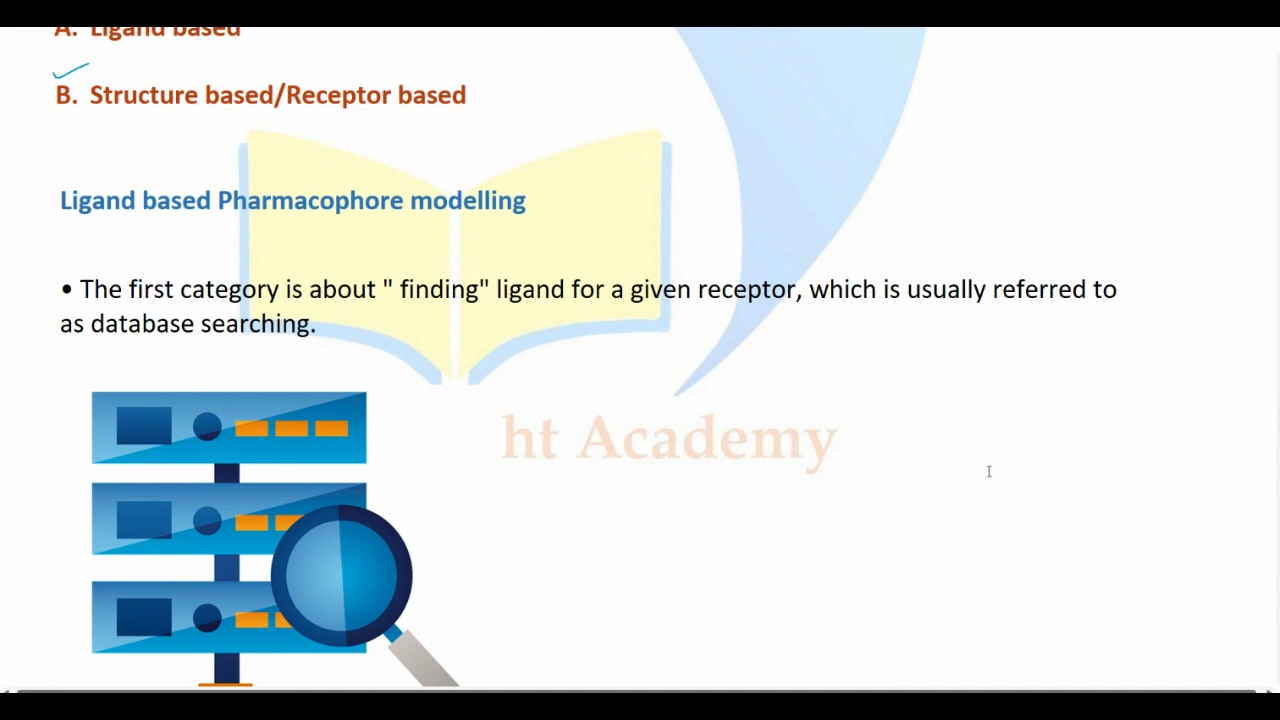 A. Ligand based
B. Structure based/Receptor based
Ligand based Pharmacophore modelling
• The first category is about " finding" ligand for a given receptor, which is usually referred to
as database searching.
ht Academy